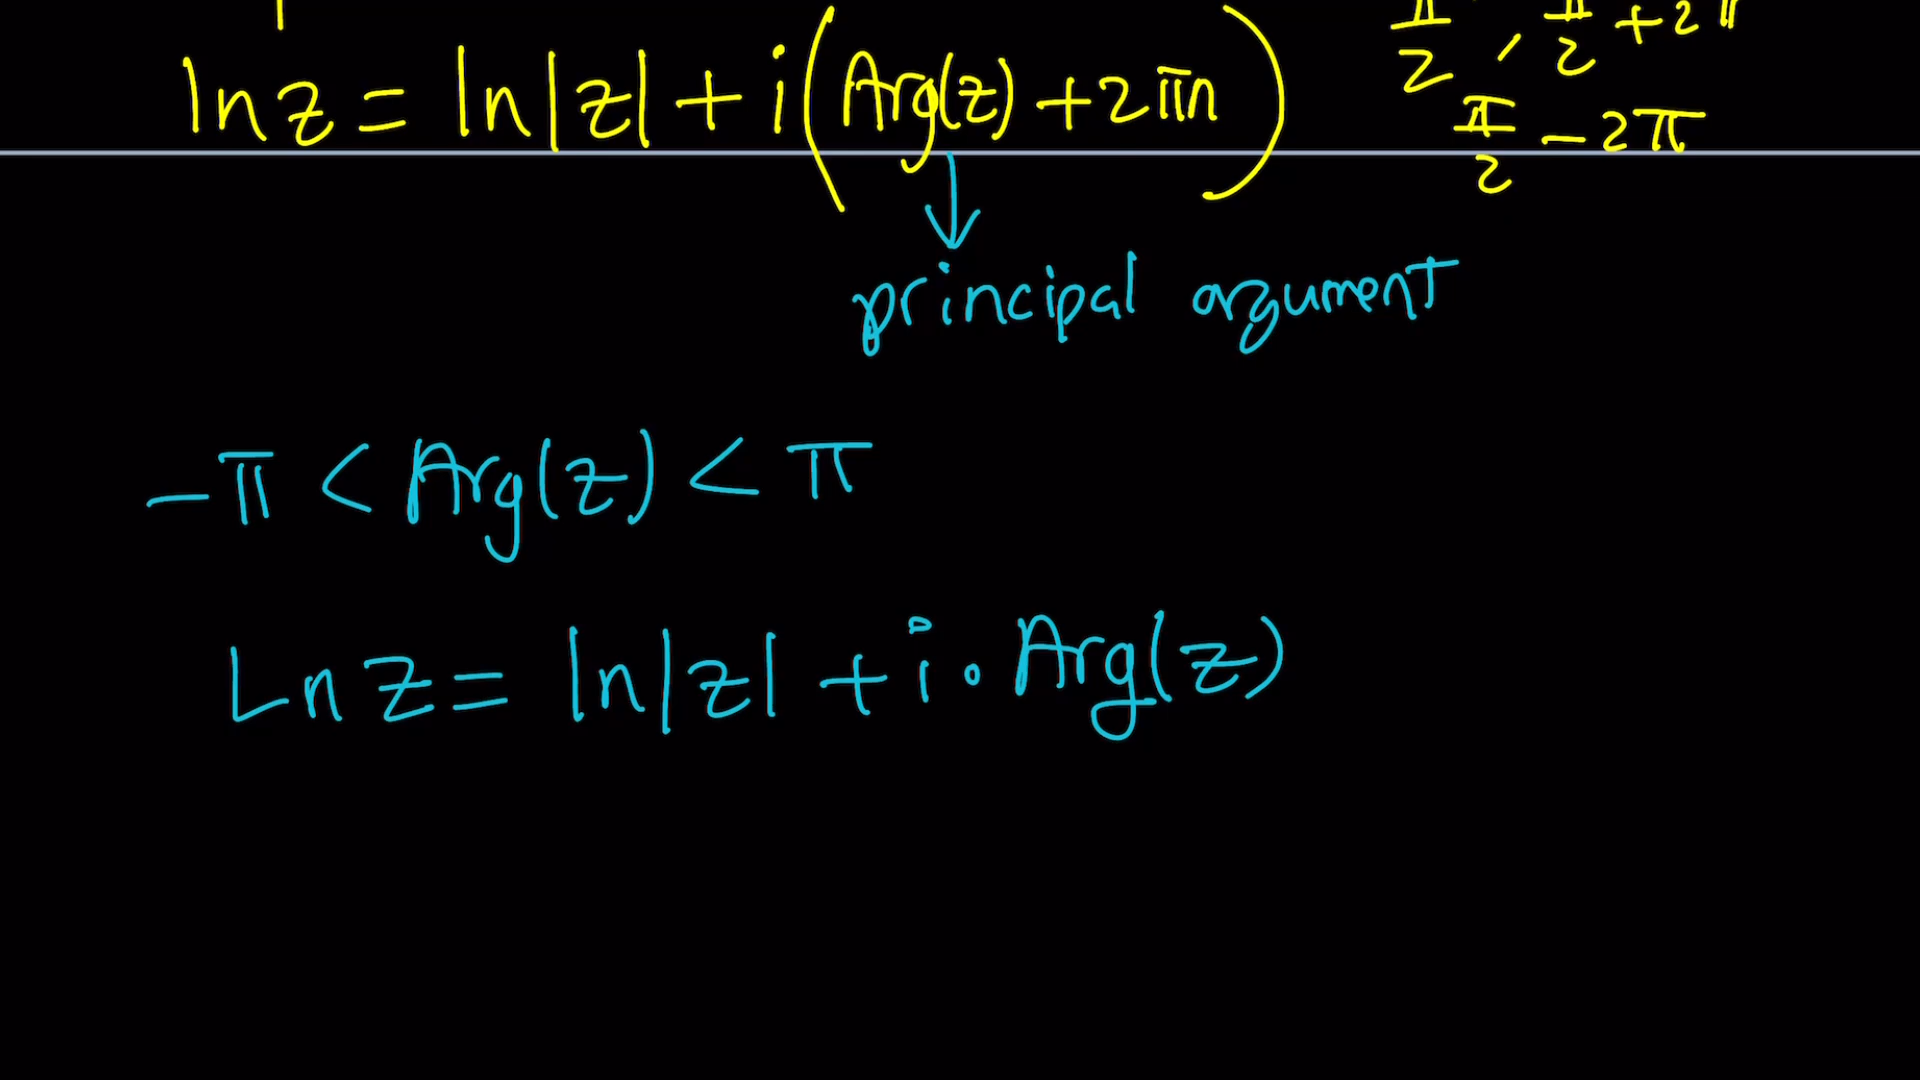 ln z = ln|z| + i(Arg(z) + 2πn)
π/2 , π/2 + 2π
π/2 - 2π
principal argument
-π < Arg(z) < π
Ln z = ln|z| + i · Arg(z)